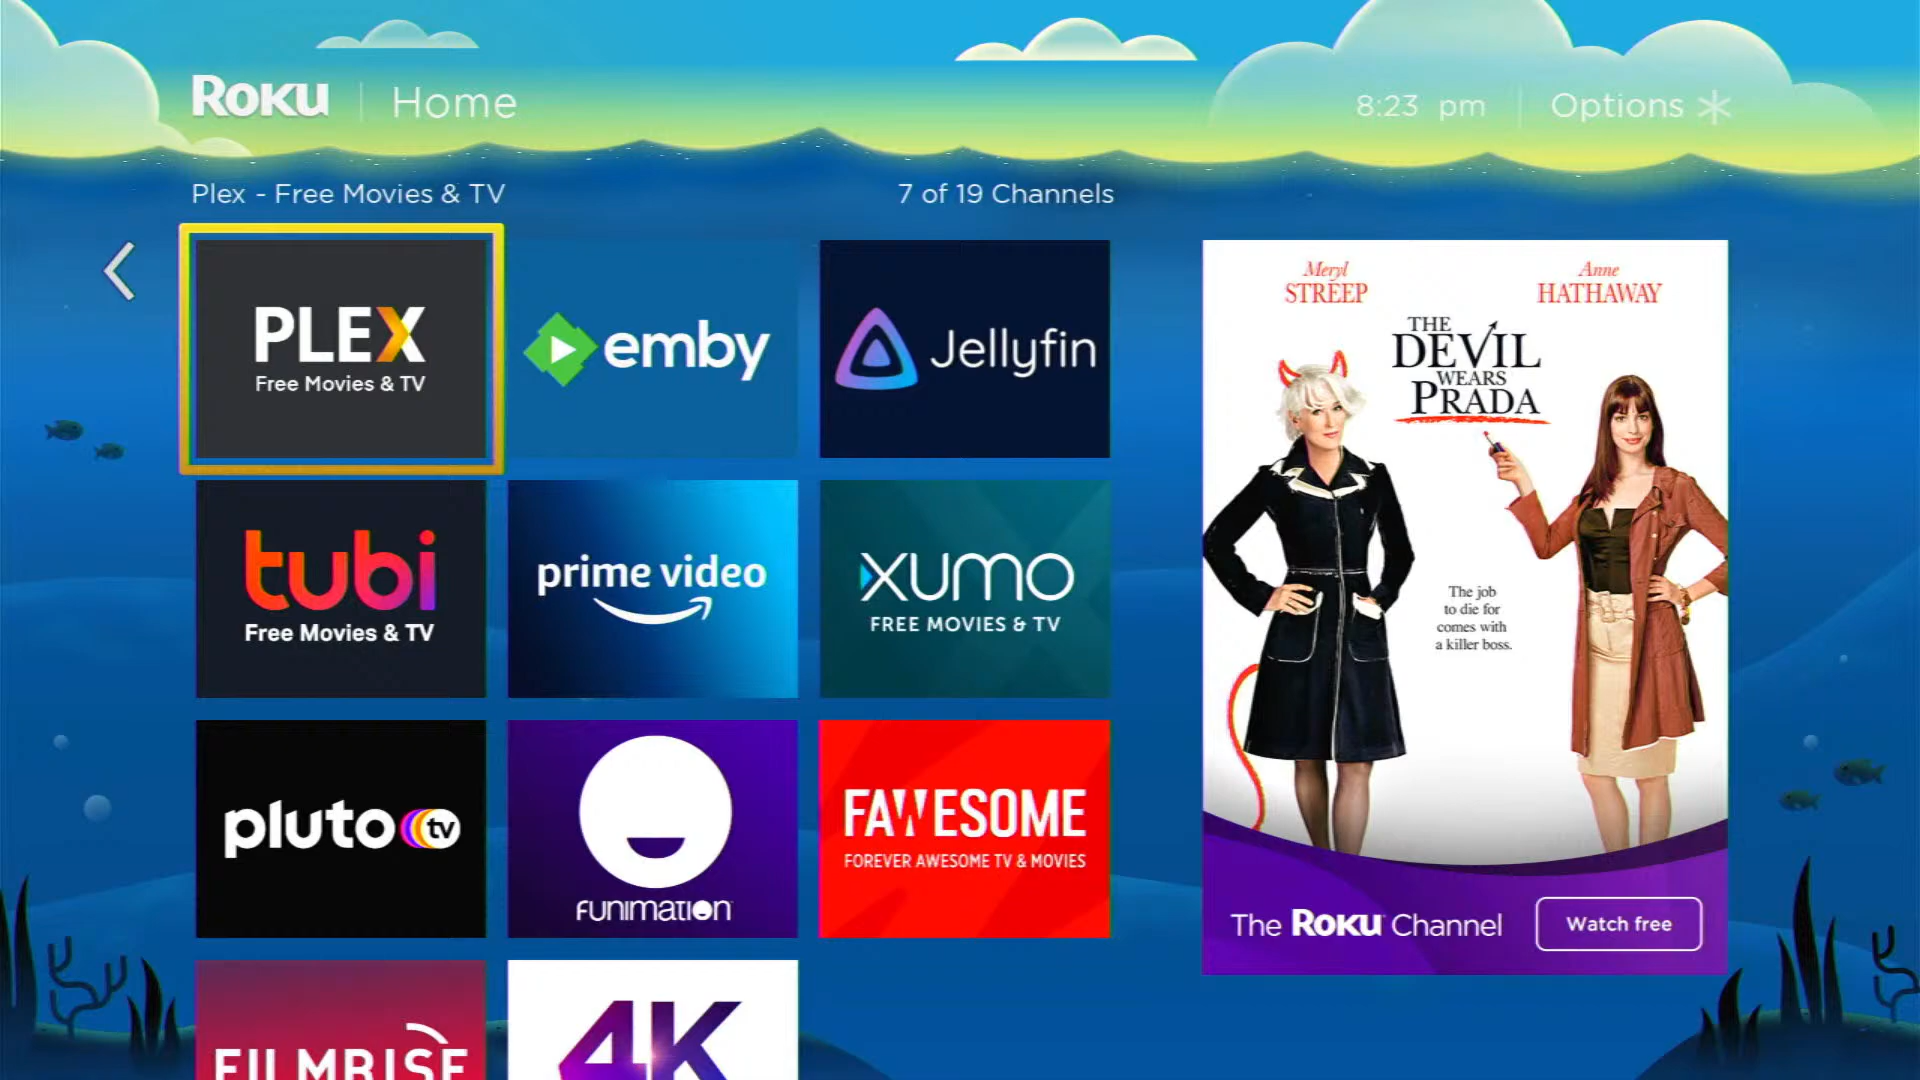 Roku | Home
8:23 pm | Options
Plex - Free Movies & TV
7 of 19 Channels
PLEX
Free Movies & TV
emby
Jellyfin
tubi
Free Movies & TV
prime video
XUMO
FREE MOVIES & TV
pluto tv
FUNIMATION
FAWESOME
FOREVER AWESOME TV & MOVIES
FILMRISE
4K
Meryl
STREEP
Anne
HATHAWAY
THE
DEVIL
WEARS
PRADA
The job
to die for
comes with
a killer boss.
The Roku Channel
Watch free